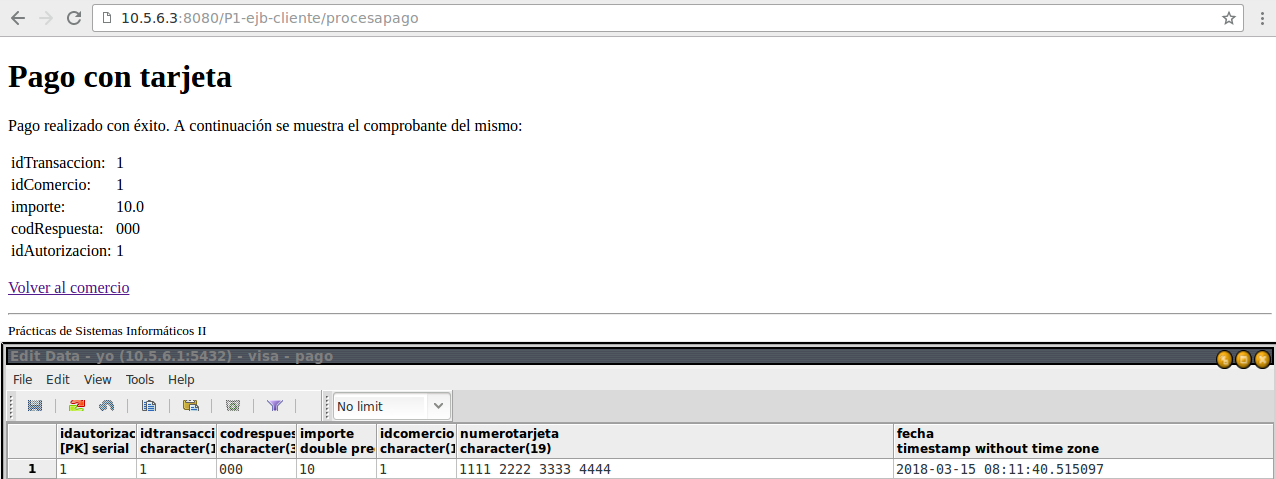 10.5.6.3:8080/P1-ejb-cliente/procesapago
Pago con tarjeta
Pago realizado con éxito. A continuación se muestra el comprobante del mismo:
idTransaccion: 1
idComercio: 1
importe: 10.0
codRespuesta: 000
idAutorizacion: 1
Volver al comercio
Prácticas de Sistemas Informáticos II
Edit Data - yo (10.5.6.1:5432) - visa - pago
File Edit View Tools Help
No limit
idautorizac idtransacci codrespues importe idcomercio numerotarjeta fecha
[PK] serial character(1 character(3 double pre character(1 character(19) timestamp without time zone
1 1 1 000 10 1 1111 2222 3333 4444 2018-03-15 08:11:40.515097